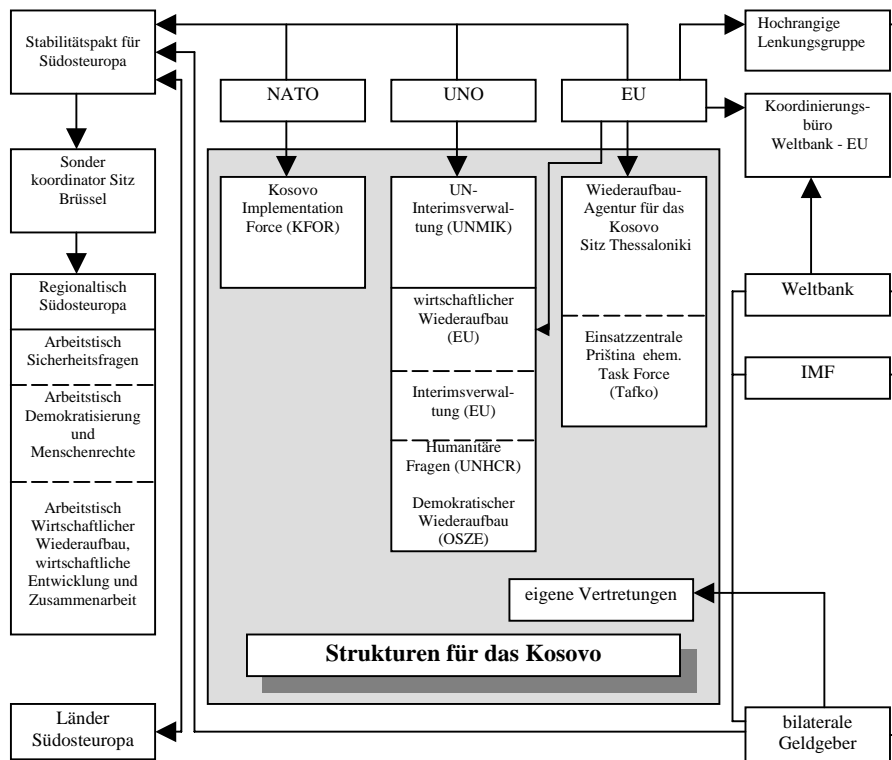 Stabilitätspakt für
Südosteuropa
Hochrangige
Lenkungsgruppe
NATO
UNO
EU
Koordinierungs-
büro
Weltbank - EU
Sonder
koordinator Sitz
Brüssel
Kosovo
Implementation
Force (KFOR)
UN-
Interimsverwal-
tung (UNMIK)
Wiederaufbau-
Agentur für das
Kosovo
Sitz Thessaloniki
Regionaltisch
Südosteuropa
Arbeitstisch
Sicherheitsfragen
Arbeitstisch
Demokratisierung
und
Menschenrechte
Arbeitstisch
Wirtschaftlicher
Wiederaufbau,
wirtschaftliche
Entwicklung und
Zusammenarbeit
wirtschaftlicher
Wiederaufbau
(EU)
Interimsverwal-
tung (EU)
Humanitäre
Fragen (UNHCR)
Demokratischer
Wiederaufbau
(OSZE)
Einsatzzentrale
Priština ehem.
Task Force
(Tafko)
Weltbank
IMF
eigene Vertretungen
Strukturen für das Kosovo
Länder
Südosteuropa
bilaterale
Geldgeber